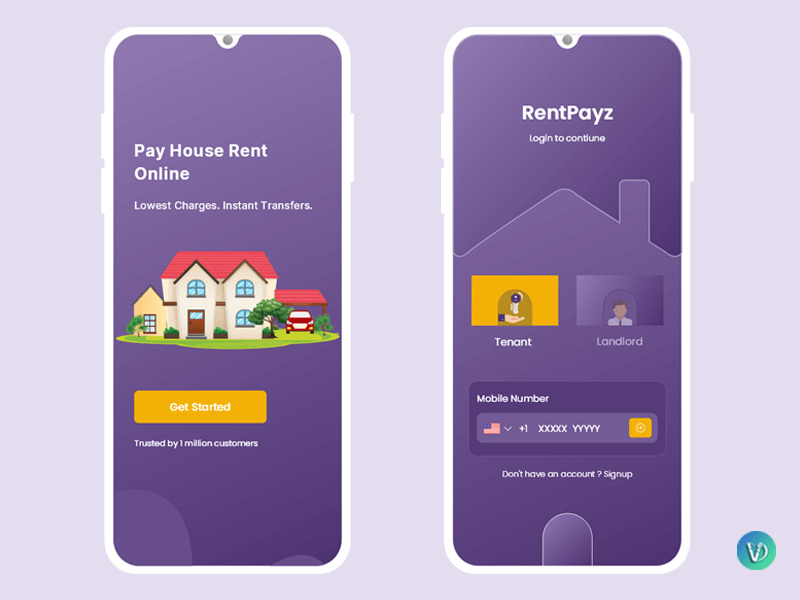 Pay House Rent
Online
Lowest Charges. Instant Transfers.
Get Started
Trusted by 1 million customers
RentPayz
Login to contiune
Tenant
Landlord
Mobile Number
+1 XXXXX YYYYY
Don't have an account ? Signup